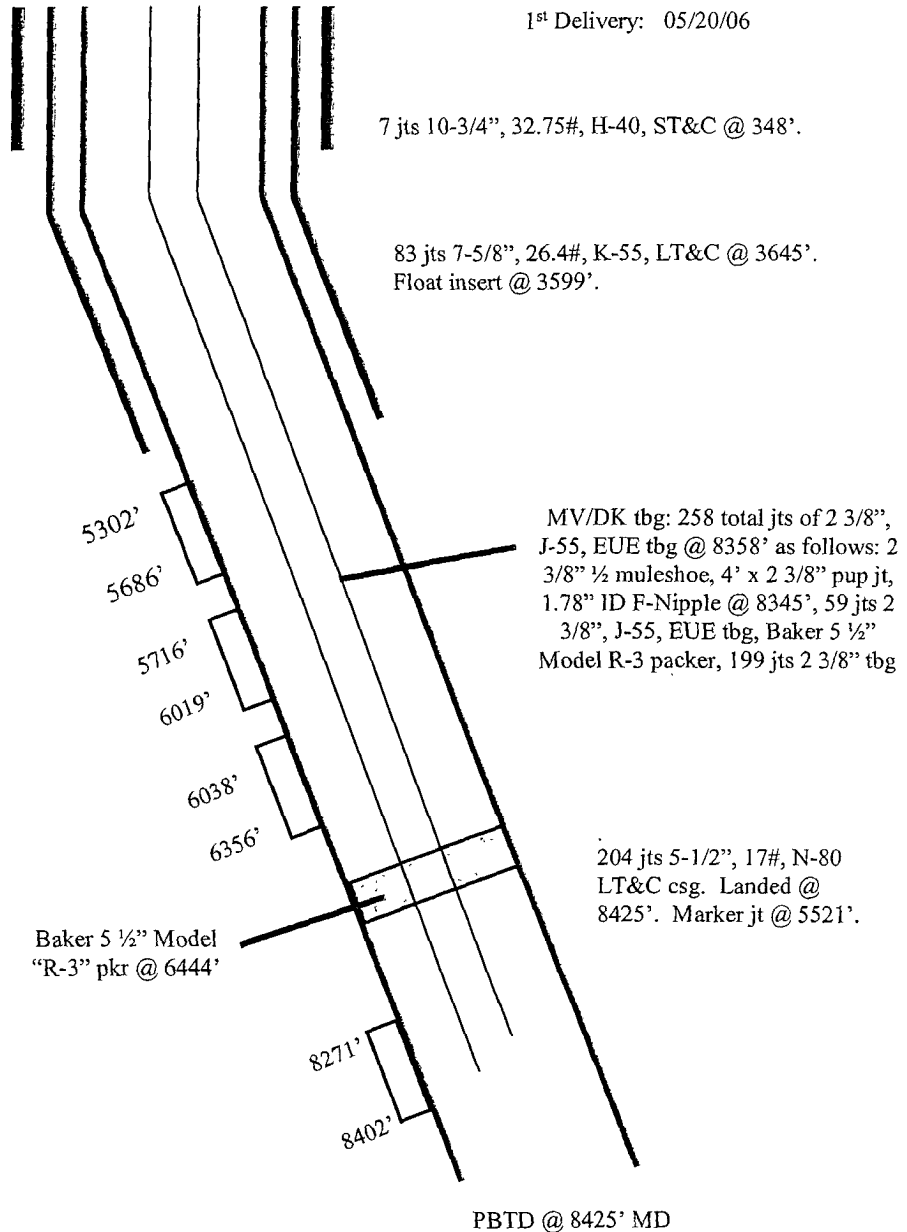 1st Delivery: 05/20/06
7 jts 10-3/4”, 32.75#, H-40, ST&C @ 348’.
83 jts 7-5/8”, 26.4#, K-55, LT&C @ 3645’.
Float insert @ 3599’.
5302’
5686’
5716’
6019’
6038’
6356’
MV/DK tbg: 258 total jts of 2 3/8”,
J-55, EUE tbg @ 8358’ as follows: 2
3/8” ½ muleshoe, 4’ x 2 3/8” pup jt,
1.78” ID F-Nipple @ 8345’, 59 jts 2
3/8”, J-55, EUE tbg, Baker 5 ½”
Model R-3 packer, 199 jts 2 3/8” tbg
204 jts 5-1/2”, 17#, N-80
LT&C csg. Landed @
8425’. Marker jt @ 5521’.
Baker 5 ½” Model
“R-3” pkr @ 6444’
8271’
8402’
PBTD @ 8425’ MD